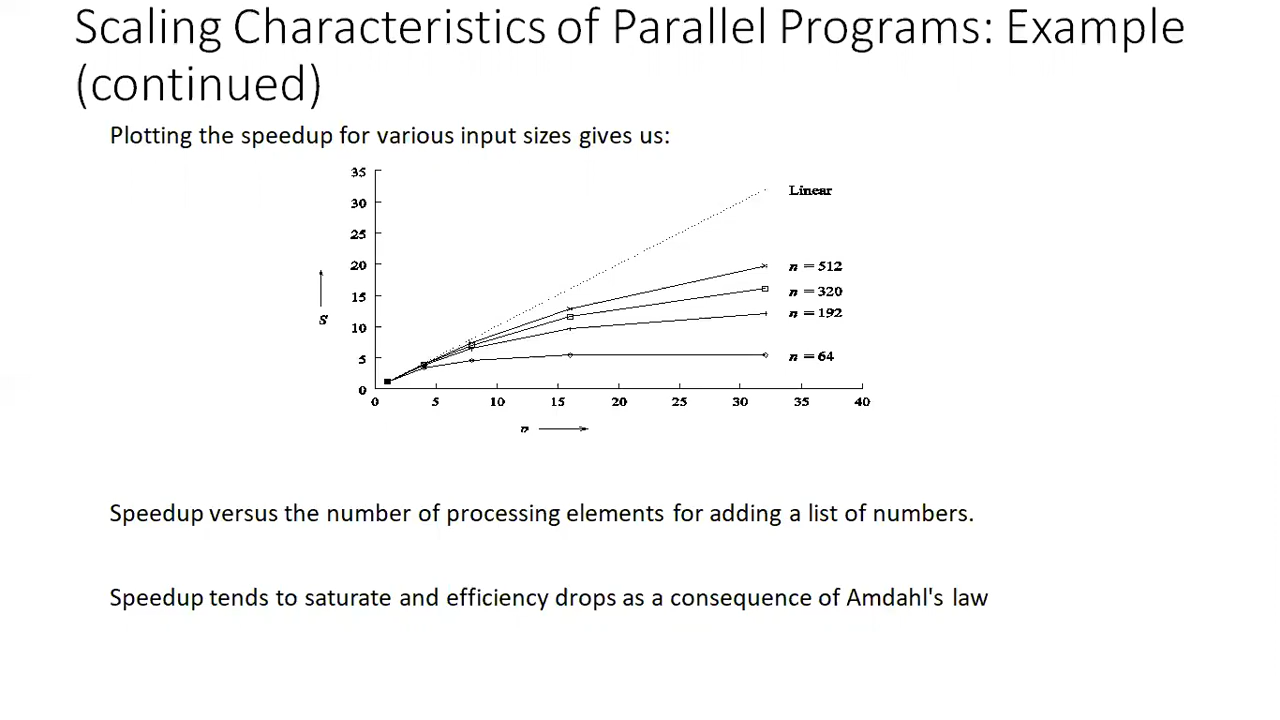 Scaling Characteristics of Parallel Programs: Example
(continued)
Plotting the speedup for various input sizes gives us:
35
30
25
20
15
10
5
0
S
Linear
n = 512
n = 320
n = 192
n = 64
0 5 10 15 20 25 30 35 40
p
Speedup versus the number of processing elements for adding a list of numbers.
Speedup tends to saturate and efficiency drops as a consequence of Amdahl's law